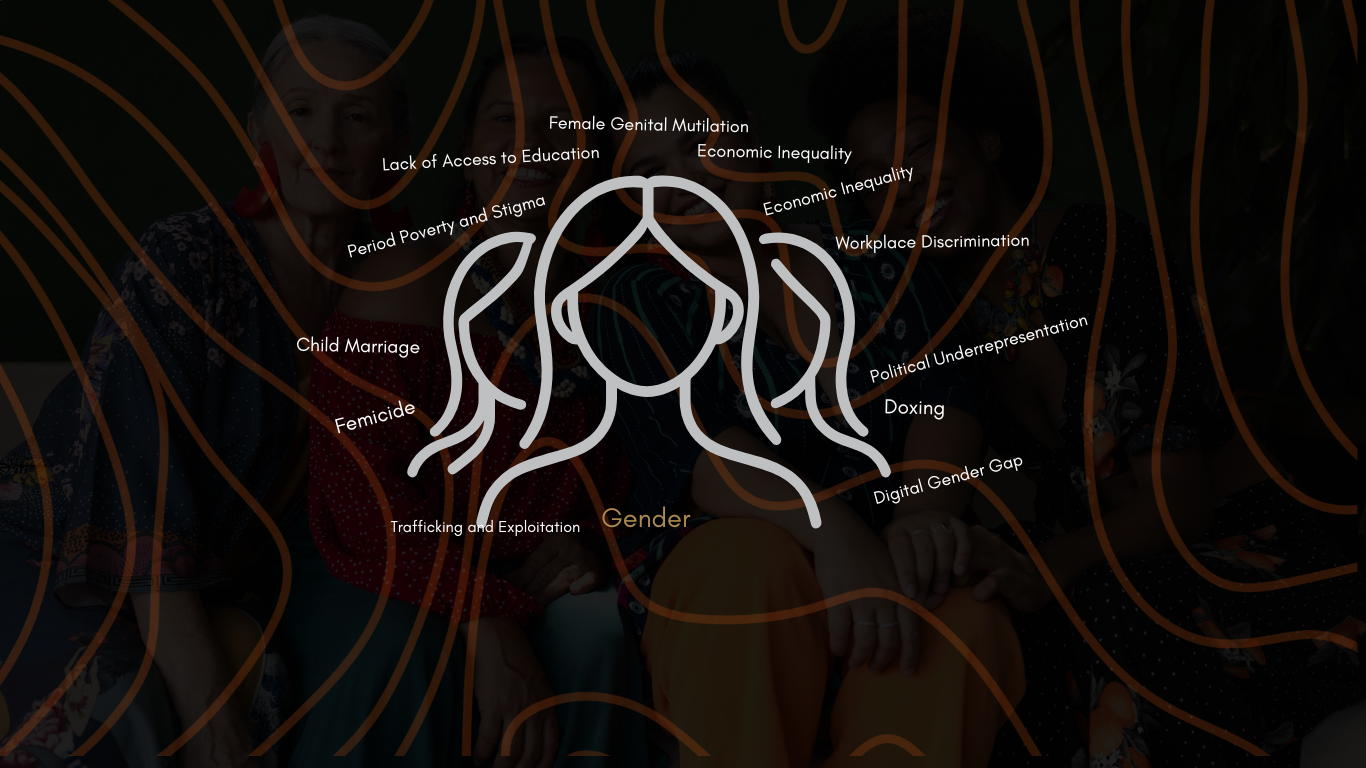 Female Genital Mutilation
Lack of Access to Education
Economic Inequality
Period Poverty and Stigma
Economic Inequality
Workplace Discrimination
Child Marriage
Political Underrepresentation
Femicide
Doxing
Digital Gender Gap
Trafficking and Exploitation
Gender